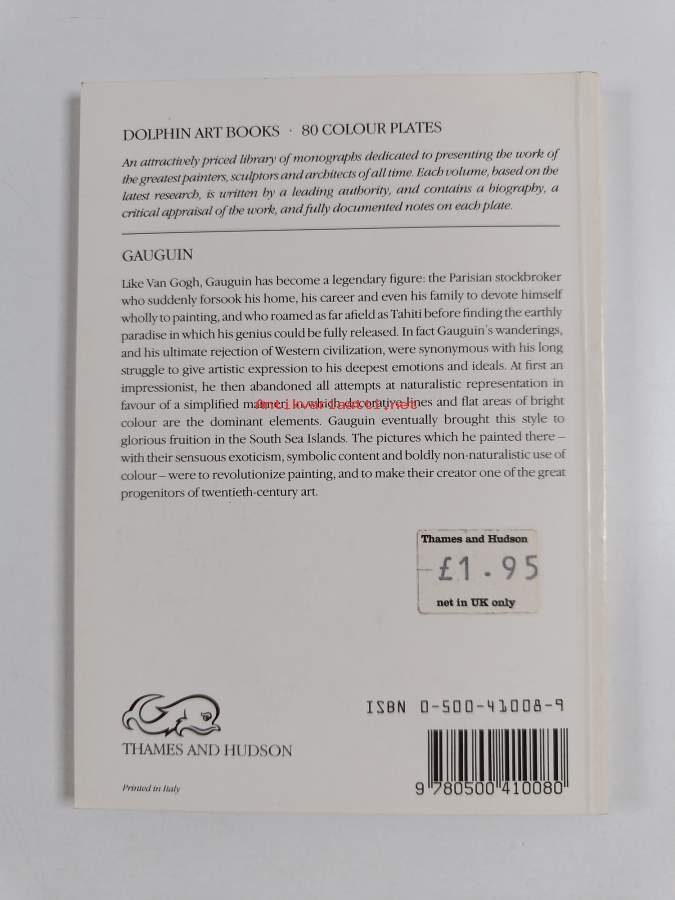 DOLPHIN ART BOOKS · 80 COLOUR PLATES
An attractively priced library of monographs dedicated to presenting the work of
the greatest painters, sculptors and architects of all time. Each volume, based on the
latest research, is written by a leading authority, and contains a biography, a
critical appraisal of the work, and fully documented notes on each plate.
GAUGUIN
Like Van Gogh, Gauguin has become a legendary figure: the Parisian stockbroker
who suddenly forsook his home, his career and even his family to devote himself
wholly to painting, and who roamed as far afield as Tahiti before finding the earthly
paradise in which his genius could be fully released. In fact Gauguin's wanderings,
and his ultimate rejection of Western civilization, were synonymous with his long
struggle to give artistic expression to his deepest emotions and ideals. At first an
impressionist, he then abandoned all attempts at naturalistic representation in
favour of a simplified manner in which decorative lines and flat areas of bright
colour are the dominant elements. Gauguin eventually brought this style to
glorious fruition in the South Sea Islands. The pictures which he painted there –
with their sensuous exoticism, symbolic content and boldly non-naturalistic use of
colour – were to revolutionize painting, and to make their creator one of the great
progenitors of twentieth-century art.
Thames and Hudson
£1.95
net in UK only
ISBN 0-500-41008-9
THAMES AND HUDSON
9 780500 410080
Printed in Italy